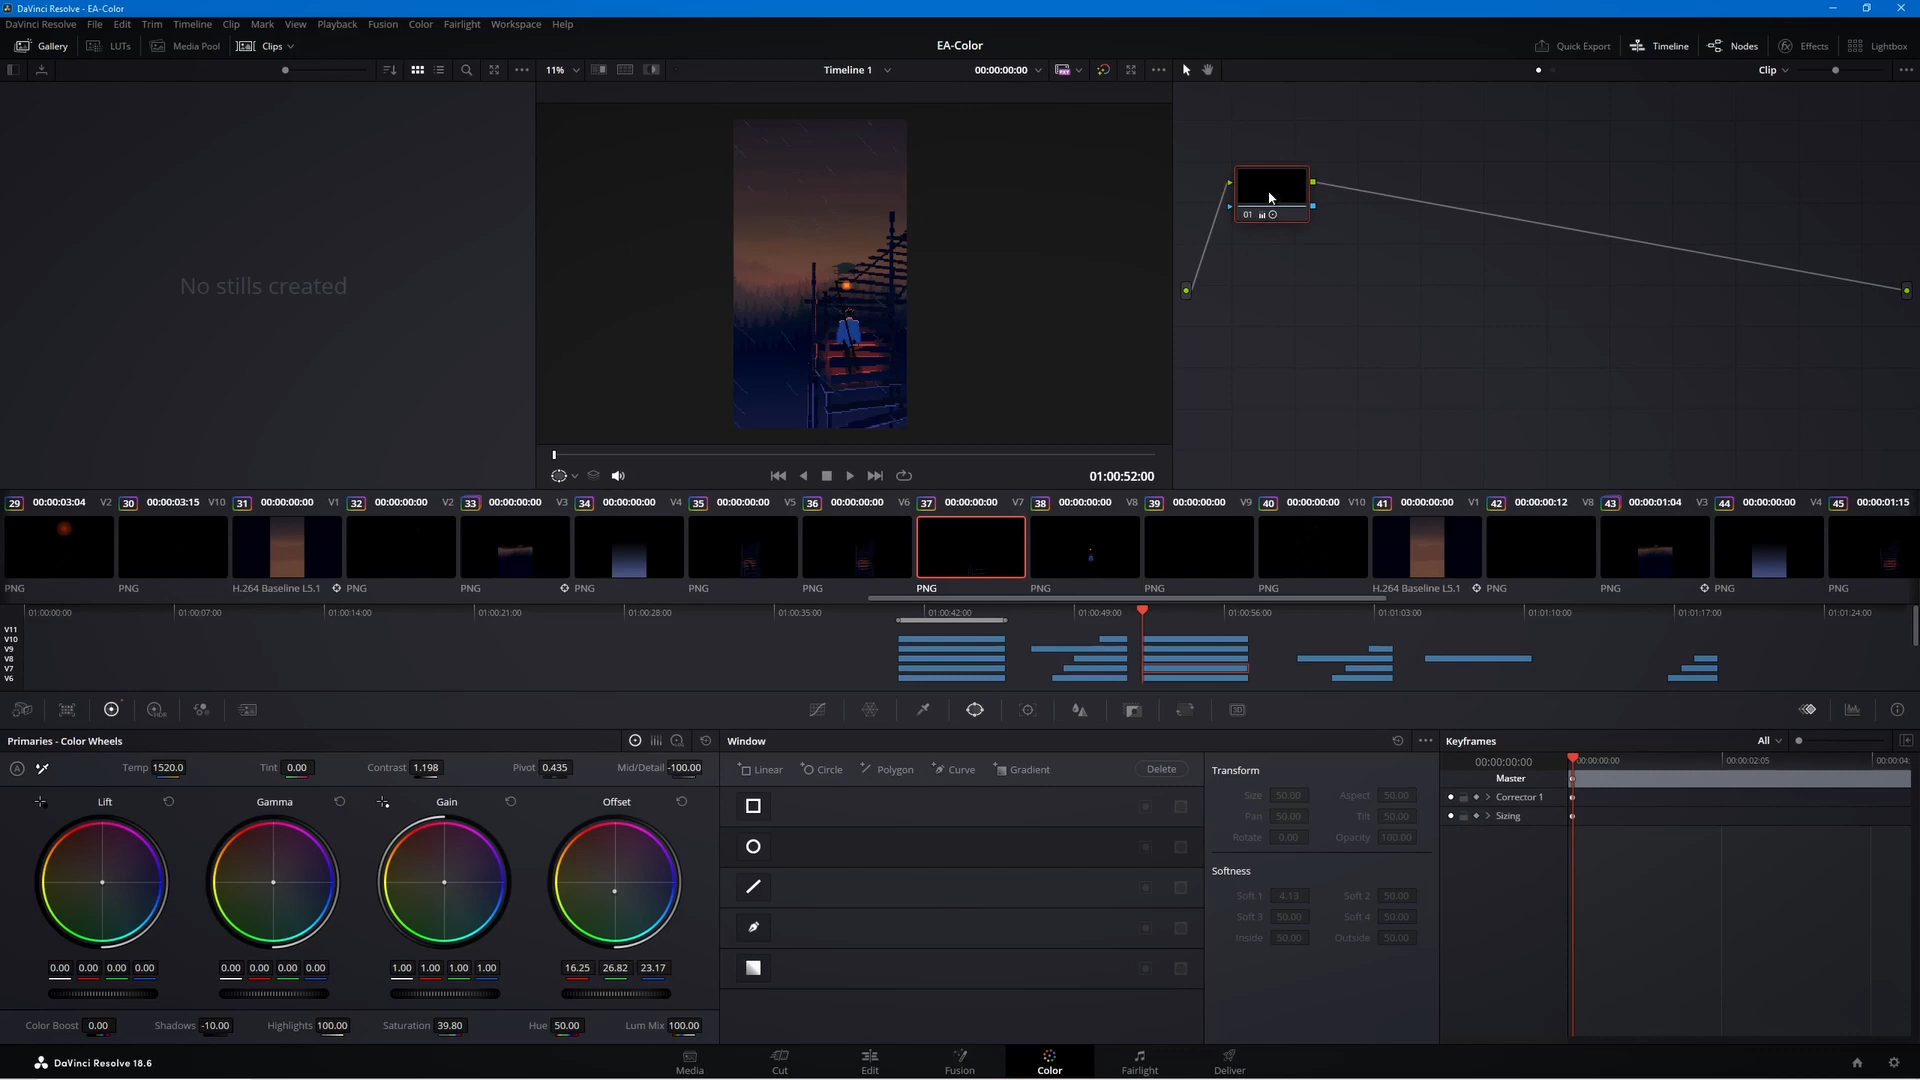 DaVinci Resolve - EA-Color
DaVinci Resolve File Edit Trim Timeline Clip Mark View Playback Fusion Color Fairlight Workspace Help
Gallery LUTs Media Pool Clips EA-Color Quick Export Timeline Nodes Effects Lightbox
11% Timeline 1 00:00:00:00 Clip
No stills created
01
01:00:52:00
29 00:00:03:04 V2 30 00:00:03:15 V10 31 00:00:00:00 V1 32 00:00:00:00 V2 33 00:00:00:00 V3 34 00:00:00:00 V4 35 00:00:00:00 V5 36 00:00:00:00 V6 37 00:00:00:00 V7 38 00:00:00:00 V8 39 00:00:00:00 V9 40 00:00:00:00 V10 41 00:00:00:00 V1 42 00:00:00:12 V8 43 00:00:01:04 V3 44 00:00:00:00 V4 45 00:00:01:15
PNG PNG H.264 Baseline L5.1 PNG PNG PNG PNG PNG PNG PNG PNG PNG H.264 Baseline L5.1 PNG PNG PNG PNG
01:00:00:00 01:00:07:00 01:00:14:00 01:00:21:00 01:00:28:00 01:00:35:00 01:00:42:00 01:00:49:00 01:00:56:00 01:01:03:00 01:01:10:00 01:01:17:00 01:01:24:00
V11
V10
V9
V8
V7
V6
Primaries - Color Wheels Window Keyframes All
Temp 1520.0 Tint 0.00 Contrast 1.198 Pivot 0.435 Mid/Detail -100.00
Linear Circle Polygon Curve Gradient Delete
Lift Gamma Gain Offset
0.00 0.00 0.00 0.00 0.00 0.00 0.00 0.00 1.00 1.00 1.00 1.00 16.25 26.82 23.17
Color Boost 0.00 Shadows -10.00 Highlights 100.00 Saturation 39.80 Hue 50.00 Lum Mix 100.00
Transform
Size 50.00 Aspect 50.00
Pan 50.00 Tilt 50.00
Rotate 0.00 Opacity 100.00
Softness
Soft 1 4.13 Soft 2 50.00
Soft 3 50.00 Soft 4 50.00
Inside 50.00 Outside 50.00
00:00:00:00 00:00:00:00 00:00:02:05 00:00:04:
Master
Corrector 1
Sizing
DaVinci Resolve 18.6 Media Cut Edit Fusion Color Fairlight Deliver